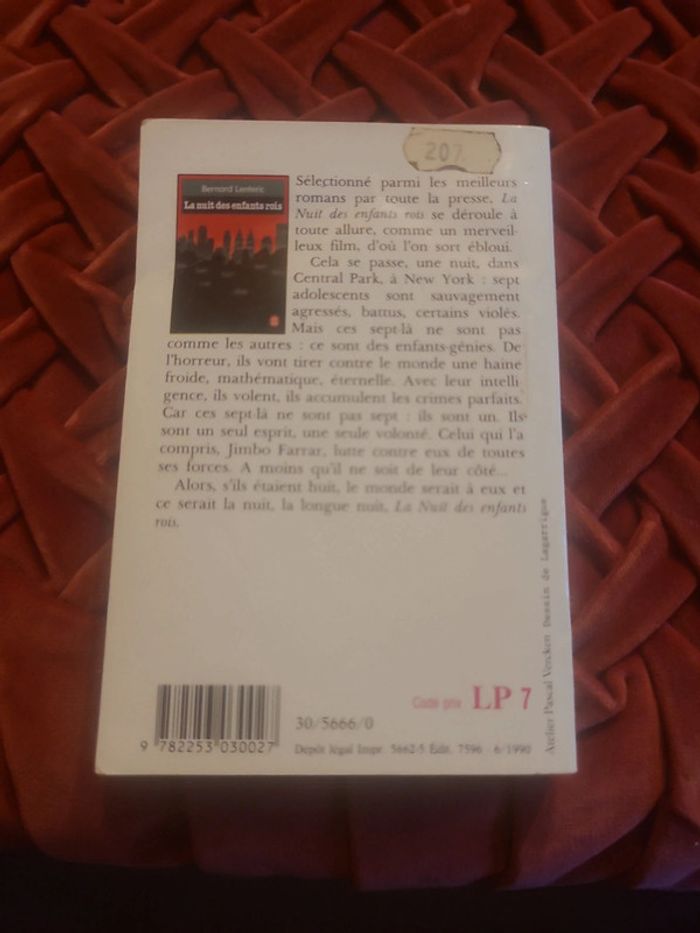 207
Bernard Lenteric
La nuit des enfants rois
Sélectionné parmi les meilleurs
romans par toute la presse. La
Nuit des enfants rois se déroule à
toute allure, comme un merveil-
leux film, d'où l'on sort ébloui.
Cela se passe, une nuit, dans
Central Park, à New York : sept
adolescents sont sauvagement
agressés, battus, certains violés.
Mais ces sept-là ne sont pas
comme les autres : ce sont des enfants-génies. De
l'horreur, ils vont tirer contre le monde une haine
froide, mathématique, éternelle. Avec leur intelli-
gence, ils volent, ils accumulent les crimes parfaits.
Car ces sept-là ne sont pas sept : ils sont un. Ils
sont un seul esprit, une seule volonté. Celui qui l'a
compris, Jimbo Farrar, lutte contre eux de toutes
ses forces. A moins qu'il ne soit de leur côté...
Alors, s'ils étaient huit, le monde serait à eux et
ce serait la nuit, la longue nuit, La Nuit des enfants
rois.
Atelier Pascal Vercken Dessin de Lagarrigue
Code prix LP 7
30/5666/0
9 782253 030027
Dépôt légal Impr. 5662-5 Édit. 7596 6/1990